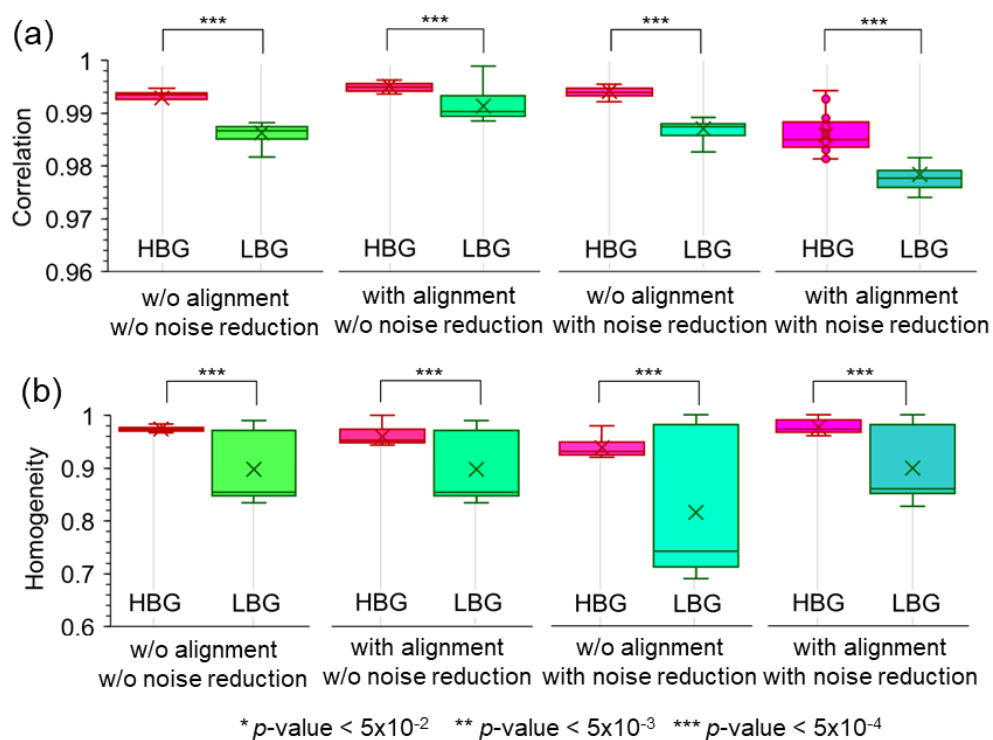 (a)
*** *** *** ***
Correlation
1
0.99
0.98
0.97
0.96
HBG LBG HBG LBG HBG LBG HBG LBG
w/o alignment with alignment w/o alignment with alignment
w/o noise reduction w/o noise reduction with noise reduction with noise reduction
(b)
*** *** *** ***
Homogeneity
1
0.9
0.8
0.7
0.6
HBG LBG HBG LBG HBG LBG HBG LBG
w/o alignment with alignment w/o alignment with alignment
w/o noise reduction w/o noise reduction with noise reduction with noise reduction
* p-value < 5x10⁻² ** p-value < 5x10⁻³ *** p-value < 5x10⁻⁴